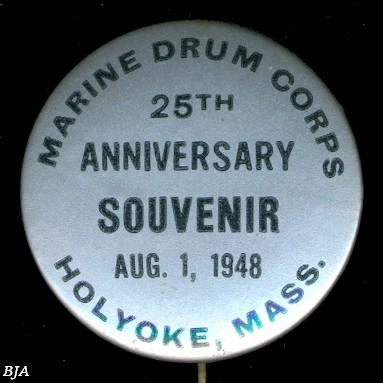 MARINE DRUM CORPS
25TH
ANNIVERSARY
SOUVENIR
AUG. 1, 1948
HOLYOKE, MASS.
BJA